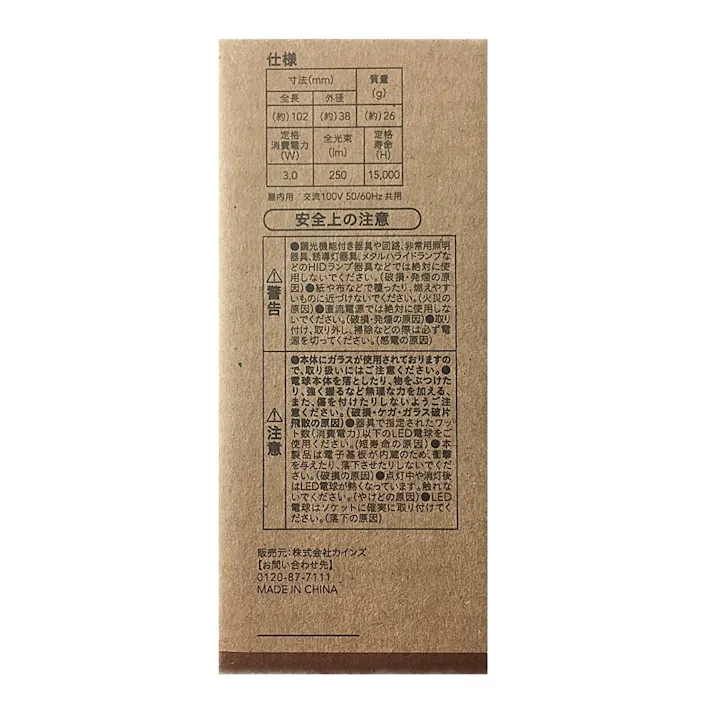 仕様
寸法(mm) 質量(g)
全長 外径
(約)102 (約)38 (約)26
定格消費電力(W) 全光束(lm) 定格寿命(H)
3.0 250 15,000
屋内用 交流100V 50/60Hz 共用
安全上の注意
警告
●調光機能付き器具や回路、非常用照明
器具、誘導灯器具、メタルハライドランプな
どのHIDランプ器具などでは絶対に使
用しないでください。(破損・発煙の原
因)●紙や布などで覆ったり、燃えやす
いものに近づけないでください。(火災の
原因)●直流電源では絶対に使用しな
いでください。(破損・発煙の原因)●取り
付け、取り外し、掃除などの際は必ず電
源を切ってください。(感電の原因)
注意
●本体にガラスが使用されておりますの
で、取り扱いにはご注意ください。●
電球本体を落としたり、物をぶつけた
り、強く握るなど無理な力を加える、
また、傷を付けたりしないようご注
意ください。(破損・ケガ・ガラス破片
飛散の原因)●器具で指定されたワッ
ト数(消費電力)以下のLED電球をご
使用ください。(短寿命の原因)●本
製品は電子基板が内蔵のため、衝撃
を与えたり、落下させたりしないでくだ
さい。(破損の原因)●点灯中や消灯後
はLED電球が熱くなっています。触れな
いでください。(やけどの原因)●LED
電球はソケットに確実に取り付けてく
ださい。(落下の原因)
販売元:株式会社カインズ
【お問い合わせ先】
0120-87-7111
MADE IN CHINA